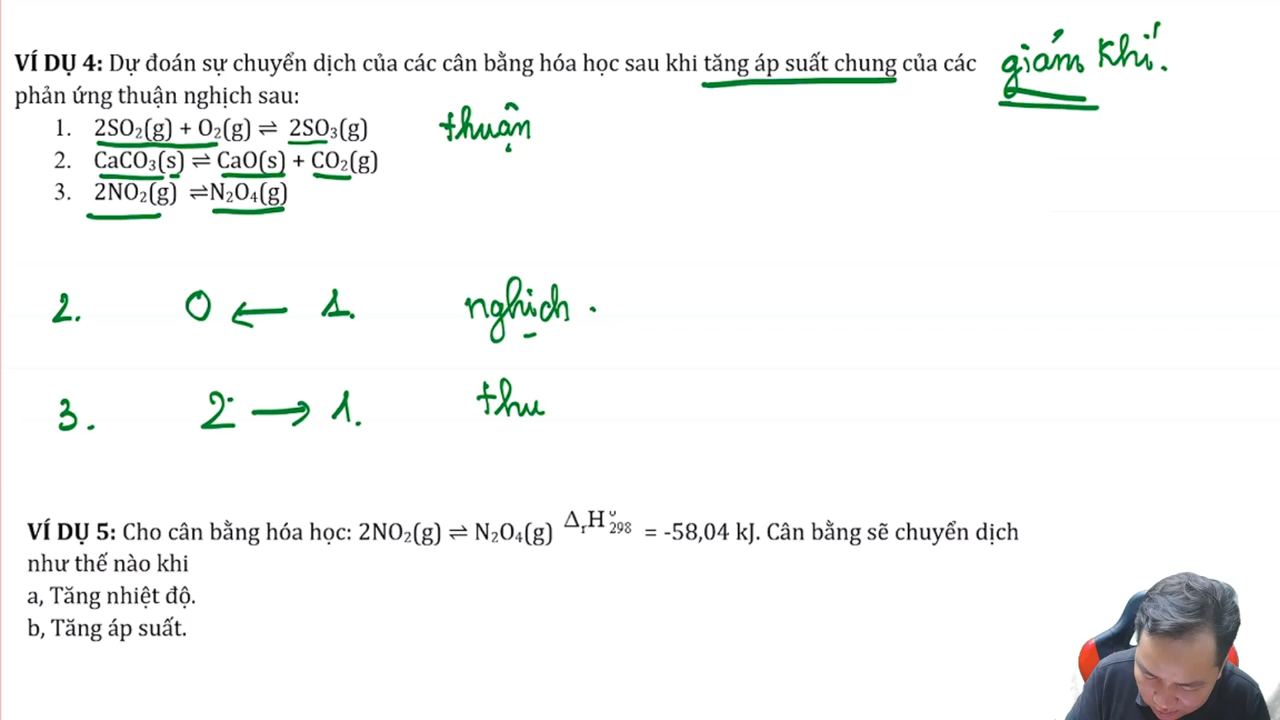 VÍ DỤ 4: Dự đoán sự chuyển dịch của các cân bằng hóa học sau khi tăng áp suất chung của các giảm khí.
phản ứng thuận nghịch sau:
1. 2SO₂(g) + O₂(g) ⇌ 2SO₃(g) thuận
2. CaCO₃(s) ⇌ CaO(s) + CO₂(g)
3. 2NO₂(g) ⇌N₂O₄(g)
2. 0 ← 1. nghịch.
3. 2 → 1. thu
VÍ DỤ 5: Cho cân bằng hóa học: 2NO₂(g) ⇌ N₂O₄(g) ΔᵣH⁰₂₉₈ = -58,04 kJ. Cân bằng sẽ chuyển dịch
như thế nào khi
a, Tăng nhiệt độ.
b, Tăng áp suất.